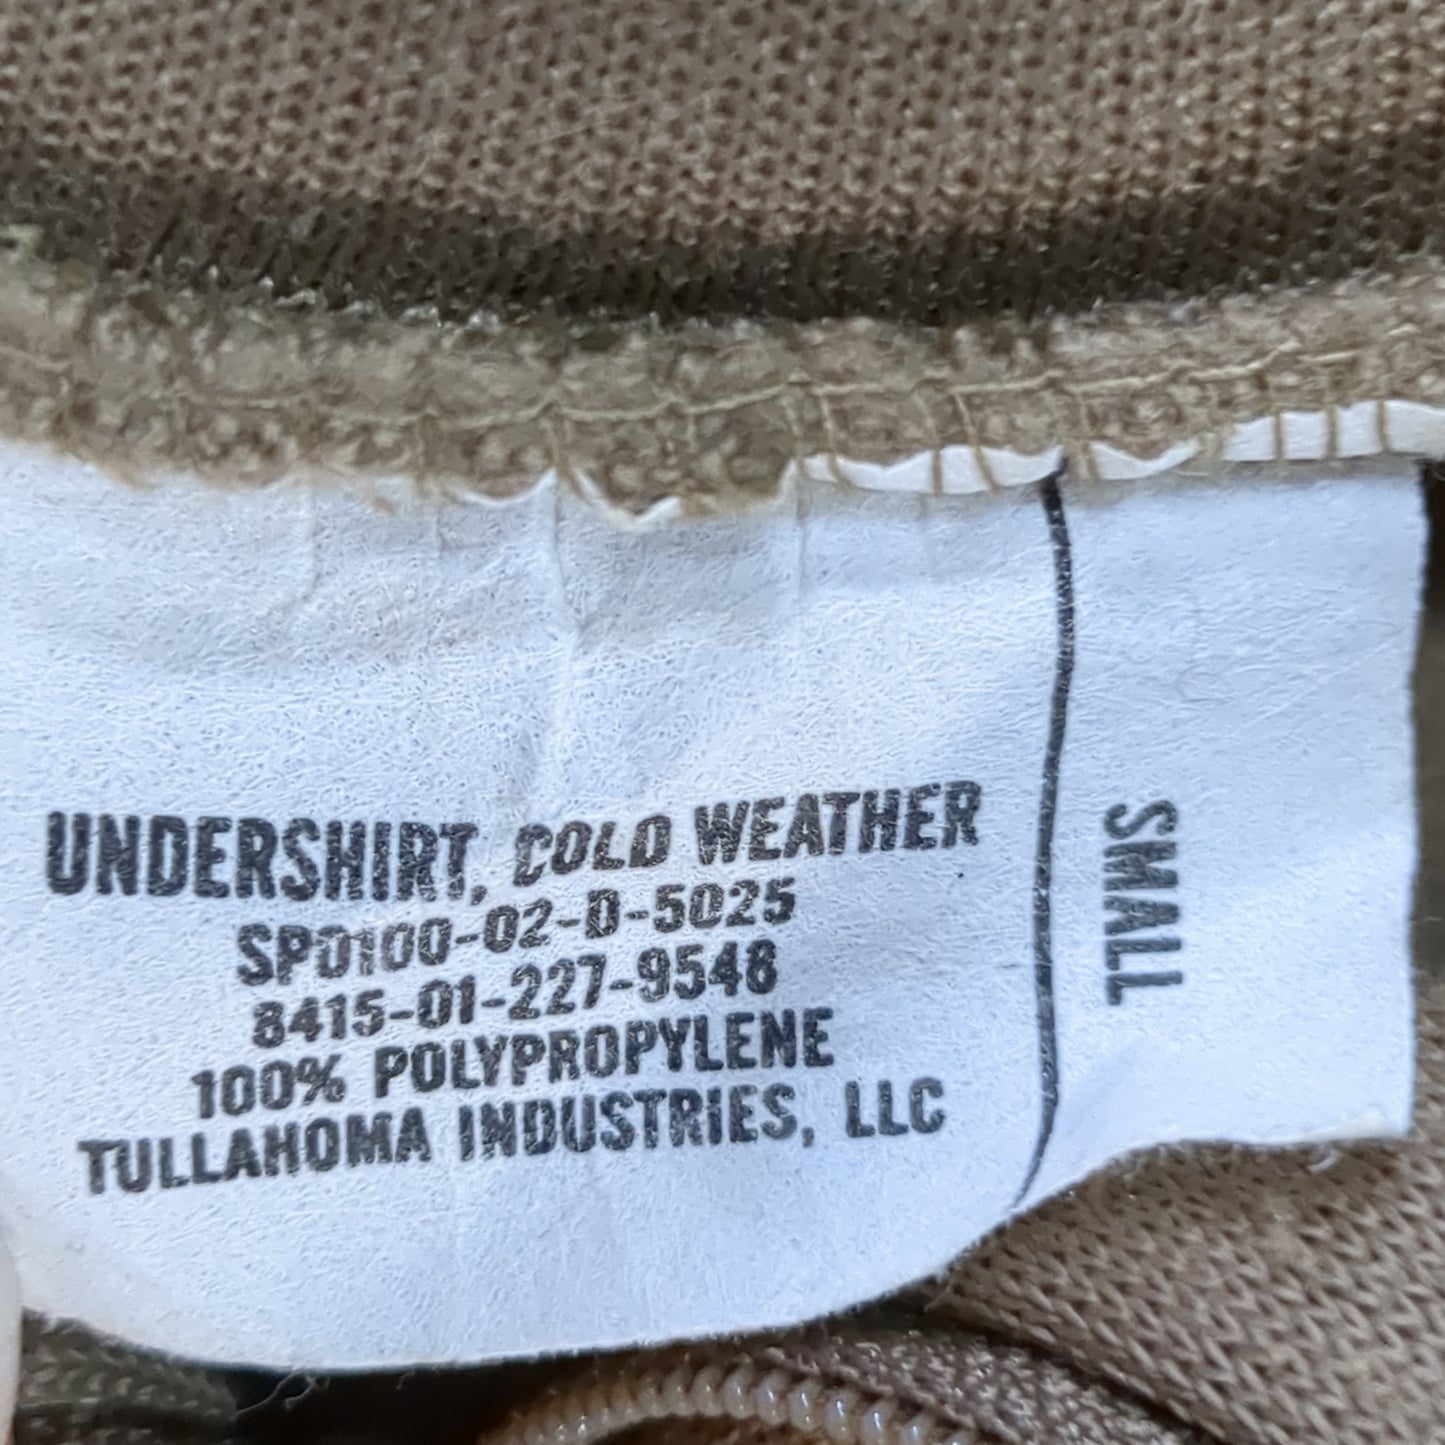 UNDERSHIRT, COLD WEATHER
SP0100-02-D-5025
8415-01-227-9548
100% POLYPROPYLENE
TULLAHOMA INDUSTRIES, LLC
SMALL